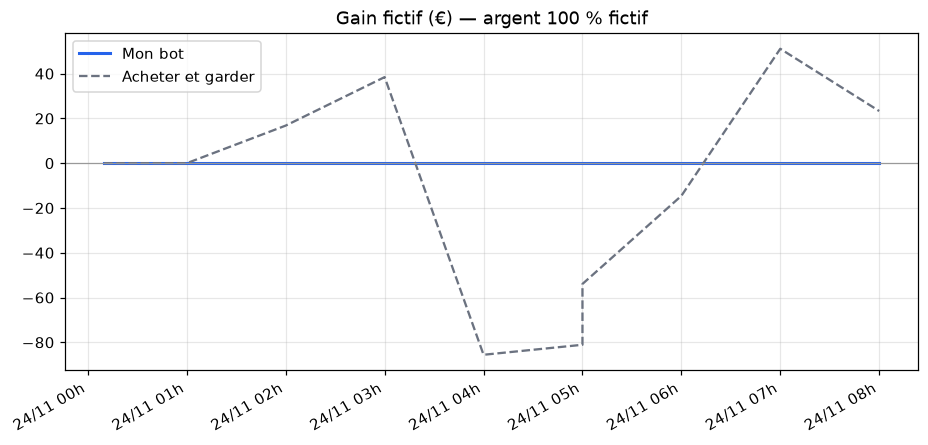 Gain fictif (€) — argent 100 % fictif
Mon bot
Acheter et garder
40
20
0
−20
−40
−60
−80
24/11 00h
24/11 01h
24/11 02h
24/11 03h
24/11 04h
24/11 05h
24/11 06h
24/11 07h
24/11 08h